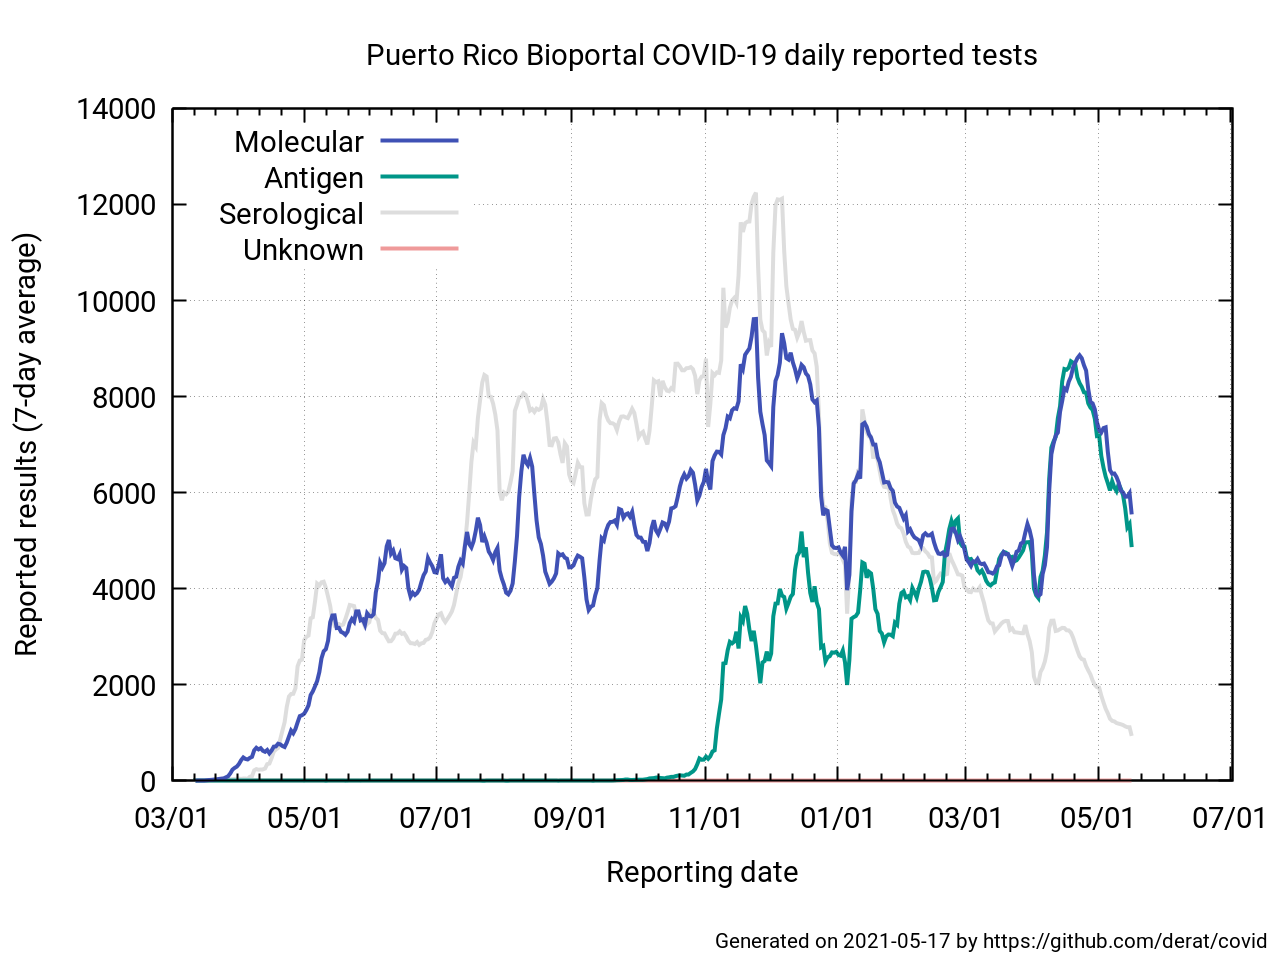 Puerto Rico Bioportal COVID-19 daily reported tests
14000
12000
10000
8000
6000
4000
2000
0
Molecular
Antigen
Serological
Unknown
Reported results (7-day average)
03/01 05/01 07/01 09/01 11/01 01/01 03/01 05/01 07/01
Reporting date
Generated on 2021-05-17 by https://github.com/derat/covid